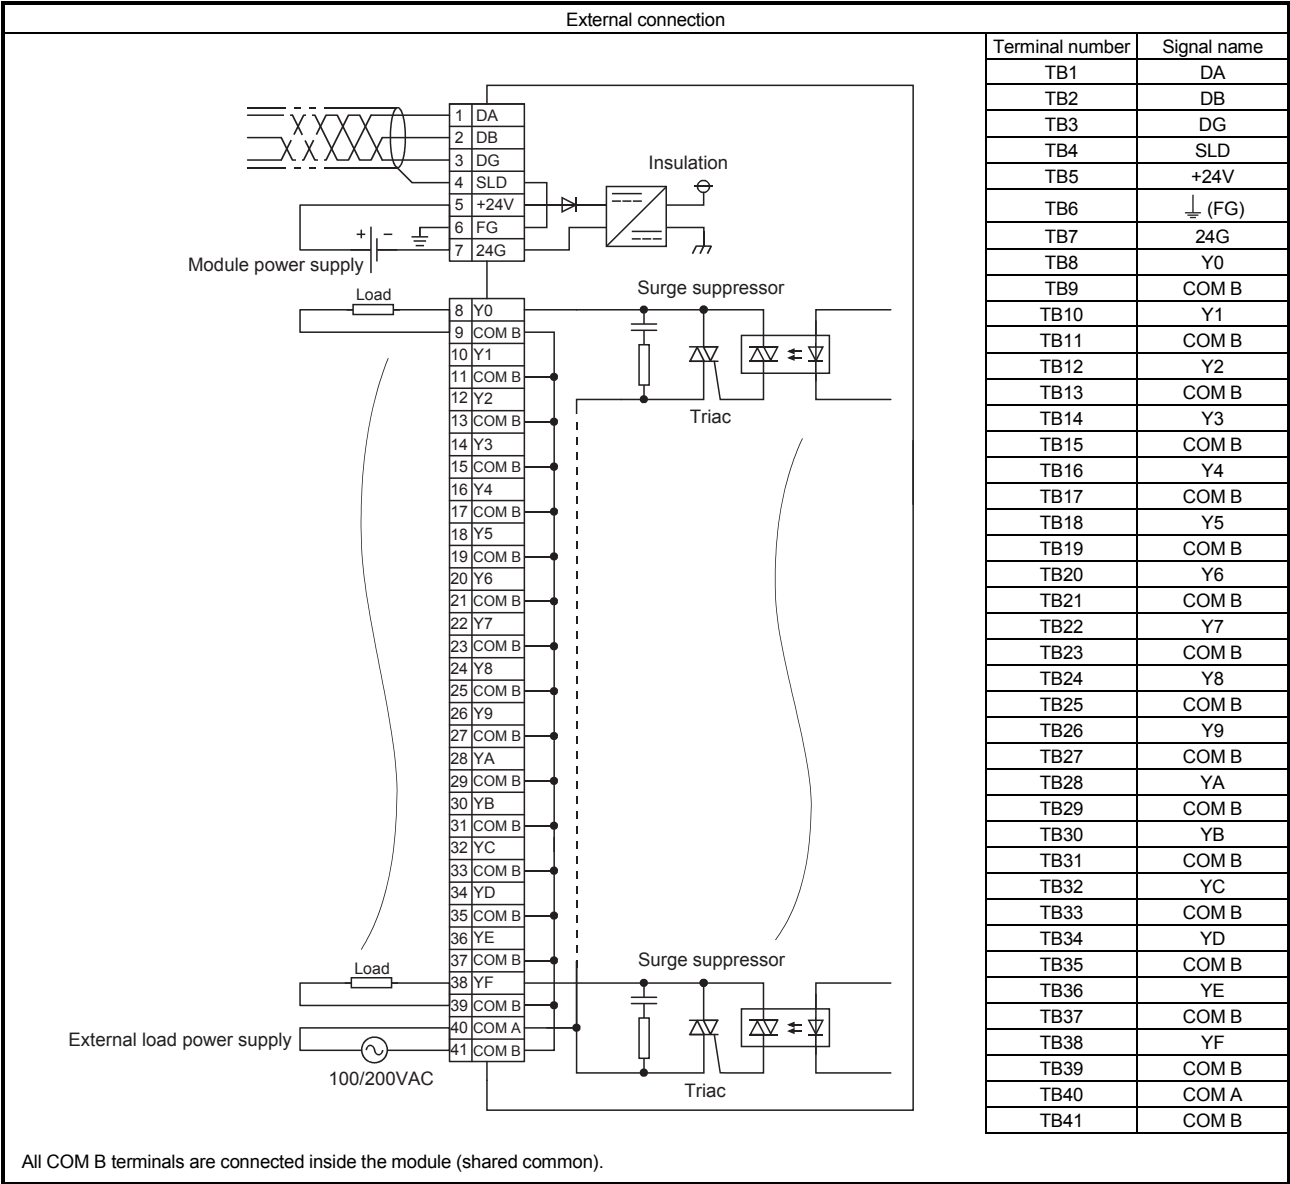 External connection
1 DA
2 DB
3 DG
4 SLD
5 +24V
6 FG
7 24G
Insulation
+ −
Module power supply
Load
8 Y0
9 COM B
10 Y1
11 COM B
12 Y2
13 COM B
14 Y3
15 COM B
16 Y4
17 COM B
18 Y5
19 COM B
20 Y6
21 COM B
22 Y7
23 COM B
24 Y8
25 COM B
26 Y9
27 COM B
28 YA
29 COM B
30 YB
31 COM B
32 YC
33 COM B
34 YD
35 COM B
36 YE
37 COM B
38 YF
39 COM B
40 COM A
41 COM B
Surge suppressor
Triac
Load
External load power supply
100/200VAC
Surge suppressor
Triac
Terminal number Signal name
TB1 DA
TB2 DB
TB3 DG
TB4 SLD
TB5 +24V
TB6 (FG)
TB7 24G
TB8 Y0
TB9 COM B
TB10 Y1
TB11 COM B
TB12 Y2
TB13 COM B
TB14 Y3
TB15 COM B
TB16 Y4
TB17 COM B
TB18 Y5
TB19 COM B
TB20 Y6
TB21 COM B
TB22 Y7
TB23 COM B
TB24 Y8
TB25 COM B
TB26 Y9
TB27 COM B
TB28 YA
TB29 COM B
TB30 YB
TB31 COM B
TB32 YC
TB33 COM B
TB34 YD
TB35 COM B
TB36 YE
TB37 COM B
TB38 YF
TB39 COM B
TB40 COM A
TB41 COM B
All COM B terminals are connected inside the module (shared common).